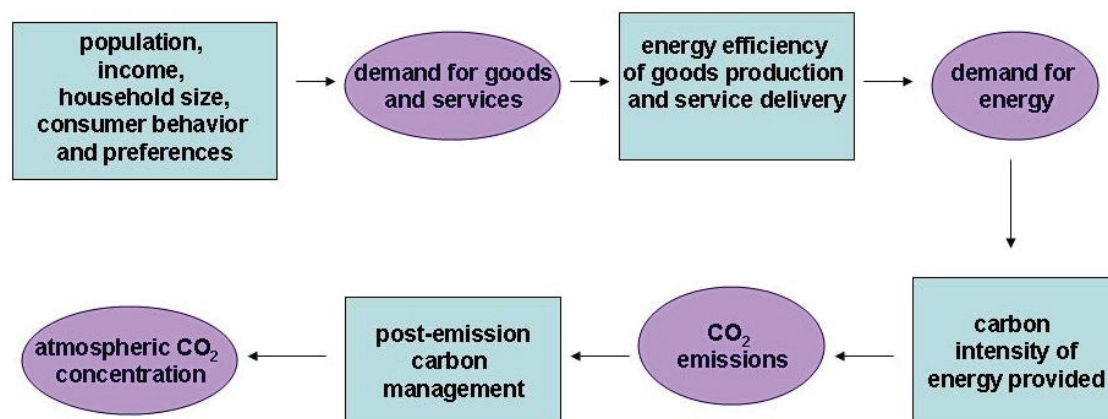 population,
income,
household size,
consumer behavior
and preferences
demand for goods
and services
energy efficiency
of goods production
and service delivery
demand for
energy
carbon
intensity of
energy provided
CO₂
emissions
post-emission
carbon
management
atmospheric CO₂
concentration